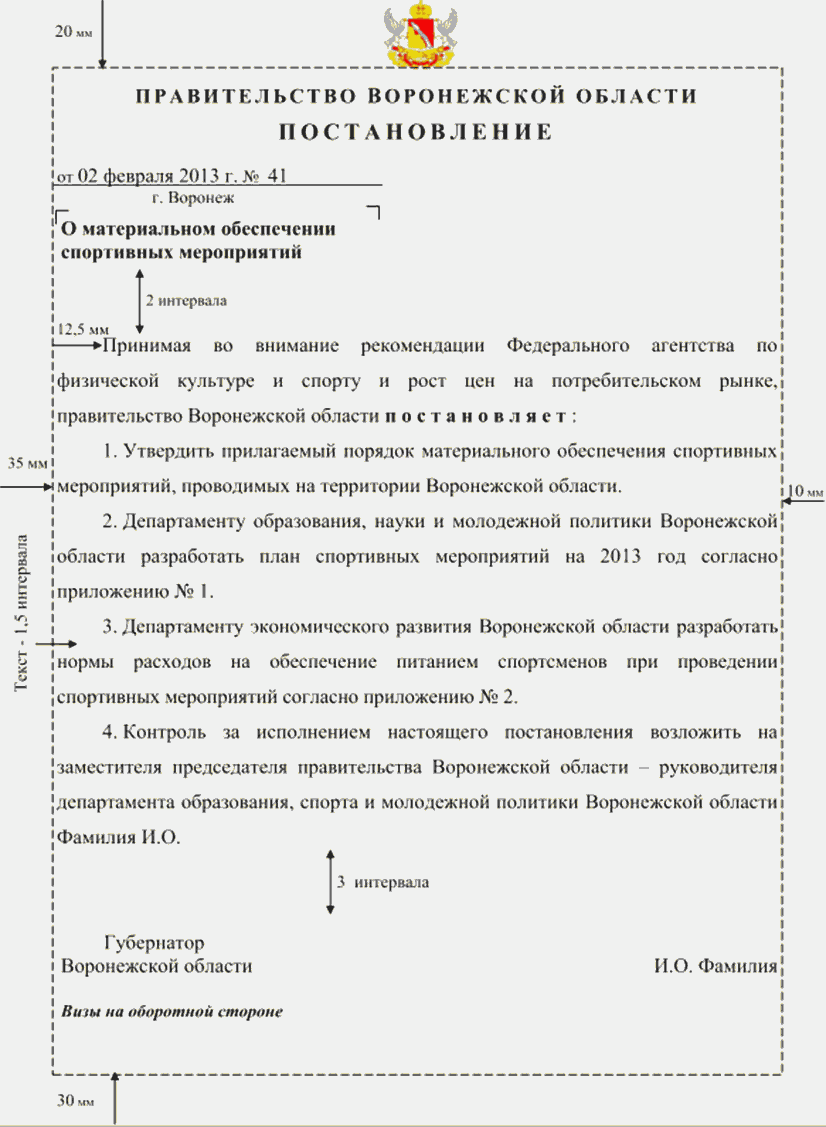 20 мм
ПРАВИТЕЛЬСТВО ВОРОНЕЖСКОЙ ОБЛАСТИ
ПОСТАНОВЛЕНИЕ
от 02 февраля 2013 г. № 41
г. Воронеж
О материальном обеспечении
спортивных мероприятий
2 интервала
12,5 мм
Принимая во внимание рекомендации Федерального агентства по
физической культуре и спорту и рост цен на потребительском рынке,
правительство Воронежской области п о с т а н о в л я е т :
1. Утвердить прилагаемый порядок материального обеспечения спортивных
35 мм
мероприятий, проводимых на территории Воронежской области.
10 мм
2. Департаменту образования, науки и молодежной политики Воронежской
области разработать план спортивных мероприятий на 2013 год согласно
приложению № 1.
Текст - 1,5 интервала
3. Департаменту экономического развития Воронежской области разработать
нормы расходов на обеспечение питанием спортсменов при проведении
спортивных мероприятий согласно приложению № 2.
4. Контроль за исполнением настоящего постановления возложить на
заместителя председателя правительства Воронежской области – руководителя
департамента образования, спорта и молодежной политики Воронежской области
Фамилия И.О.
3 интервала
Губернатор
Воронежской области И.О. Фамилия
Визы на оборотной стороне
30 мм